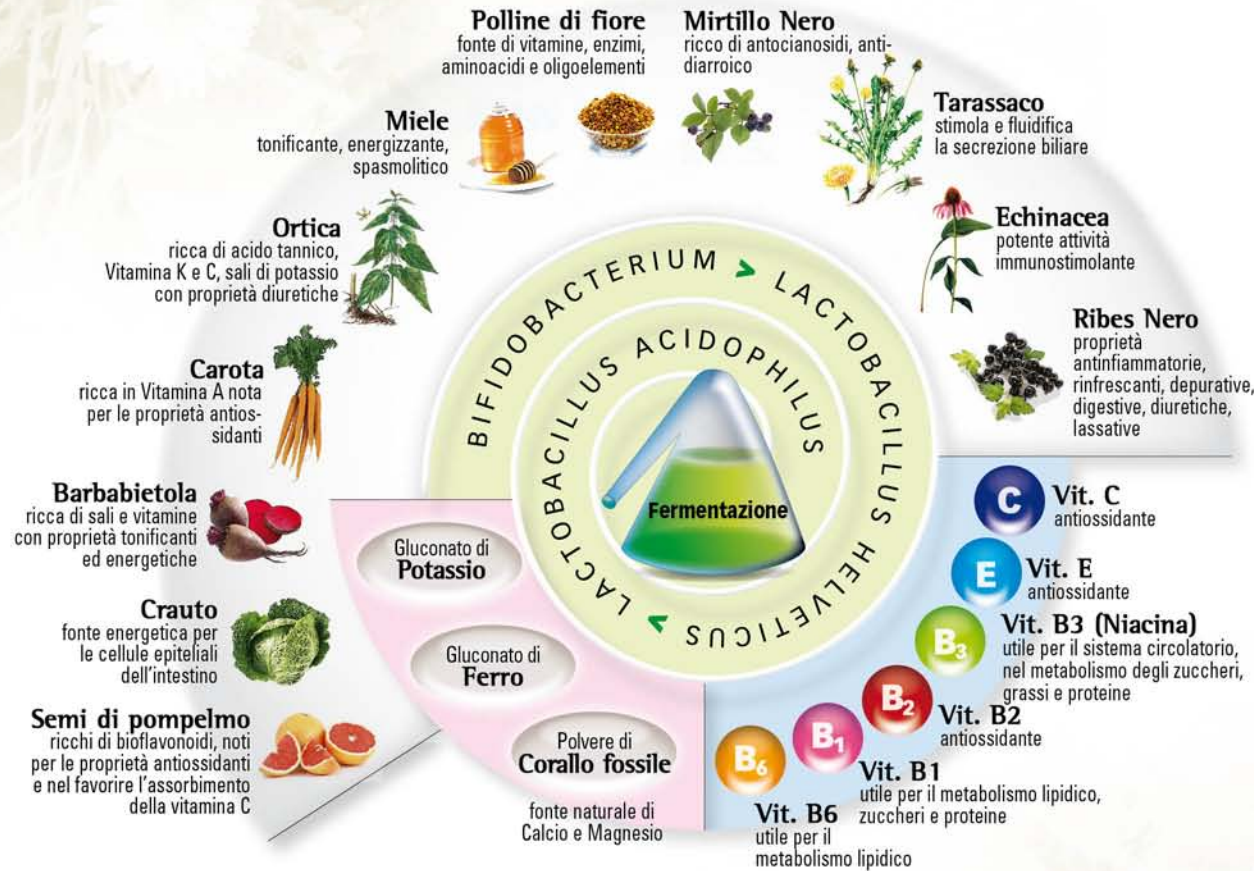 Polline di fiore
fonte di vitamine, enzimi,
aminoacidi e oligoelementi
Mirtillo Nero
ricco di antocianosidi, anti-
diarroico
Tarassaco
stimola e fluidifica
la secrezione biliare
Miele
tonificante, energizzante,
spasmolitico
Echinacea
potente attività
immunostimolante
Ortica
ricca di acido tannico,
Vitamina K e C, sali di potassio
con proprietà diuretiche
Ribes Nero
proprietà
antinfiammatorie,
rinfrescanti, depurative,
digestive, diuretiche,
lassative
Carota
ricca in Vitamina A nota
per le proprietà antios-
sidanti
Barbabietola
ricca di sali e vitamine
con proprietà tonificanti
ed energetiche
Crauto
fonte energetica per
le cellule epiteliali
dell'intestino
Semi di pompelmo
ricchi di bioflavonoidi, noti
per le proprietà antiossidanti
e nel favorire l'assorbimento
della vitamina C
BIFIDOBACTERIUM > LACTOBACILLUS HELVETICUS >
LACTOBACILLUS ACIDOPHILUS
Fermentazione
Gluconato di
Potassio
Gluconato di
Ferro
Polvere di
Corallo fossile
fonte naturale di
Calcio e Magnesio
C
Vit. C
antiossidante
E
Vit. E
antiossidante
B3
Vit. B3 (Niacina)
utile per il sistema circolatorio,
nel metabolismo degli zuccheri,
grassi e proteine
B2
Vit. B2
antiossidante
B1
Vit. B1
utile per il metabolismo lipidico,
zuccheri e proteine
B6
Vit. B6
utile per il
metabolismo lipidico